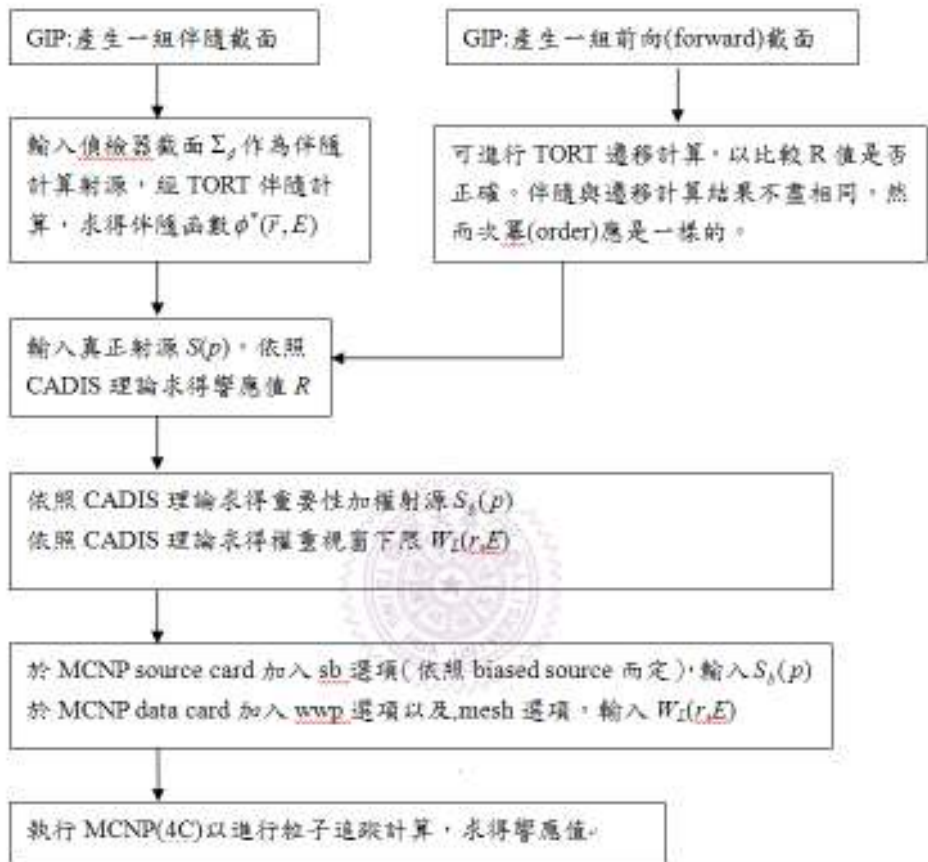 GIP:產生一組伴隨截面
GIP:產生一組前向(forward)截面
輸入偵檢器截面 Σd 作為伴隨
計算射源，經 TORT 伴隨計
算，求得伴隨函數 ϕ*(r̄,E)
可進行 TORT 遷移計算，以比較 R 值是否
正確。伴隨與遷移計算結果不盡相同，然
而次冪(order)應是一樣的。
輸入真正射源 S(p)，依照
CADIS 理論求得響應值 R
依照 CADIS 理論求得重要性加權射源 Sb(p)
依照 CADIS 理論求得權重視窗下限 WL(r,E)
於 MCNP source card 加入 sb 選項(依照 biased source 而定)，輸入 Sb(p)
於 MCNP data card 加入 wwp 選項以及,mesh 選項，輸入 WL(r,E)
執行 MCNP(4C)以進行粒子追蹤計算，求得響應值